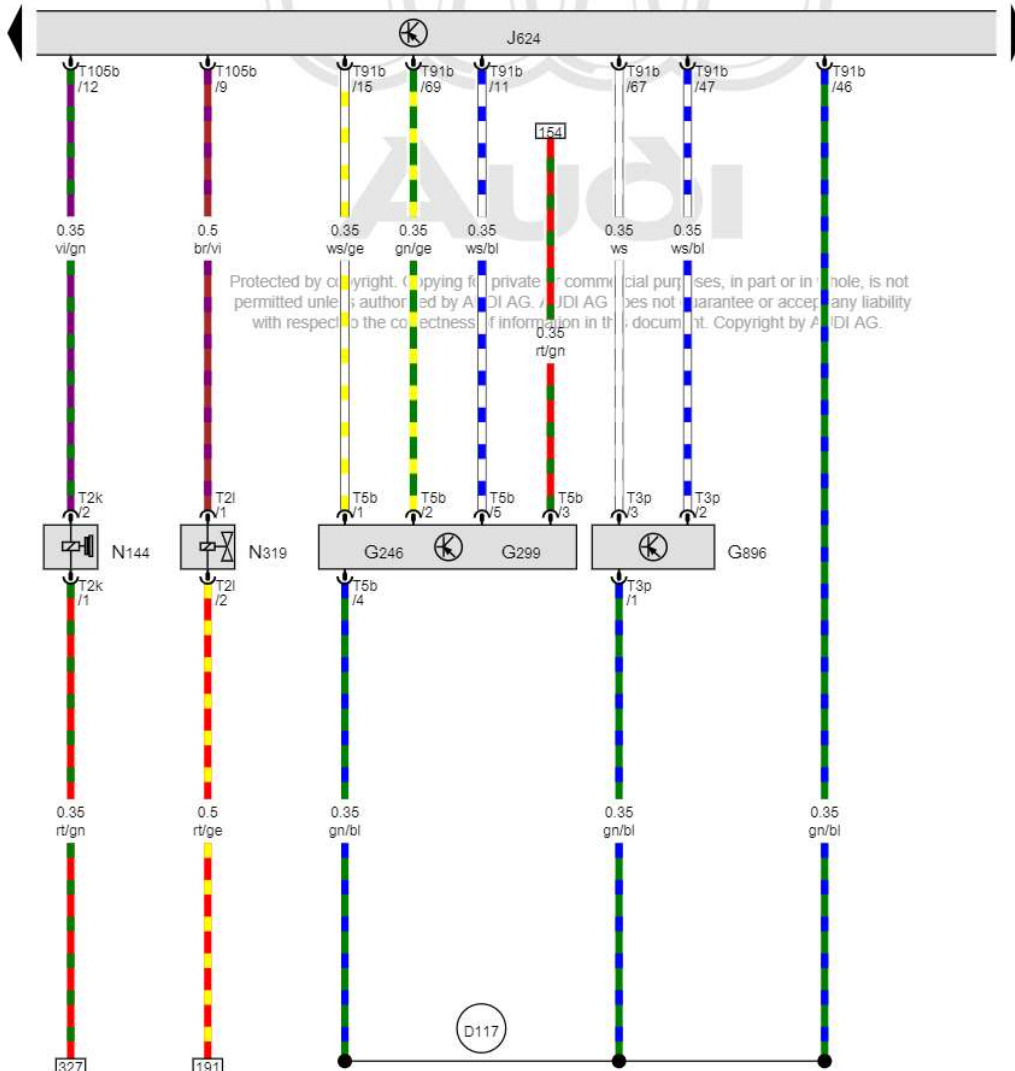 J624
T105b
/12
T105b
/9
T91b
/15
T91b
/69
T91b
/11
T91b
/67
T91b
/47
T91b
/46
154
Audi
0.35
vi/gn
0.5
br/vi
0.35
ws/ge
0.35
gn/ge
0.35
ws/bl
0.35
ws
0.35
ws/bl
Protected by copyright. Copying for private or commercial purposes, in part or in whole, is not
permitted unless authorised by AUDI AG. AUDI AG does not guarantee or accept any liability
with respect to the correctness of information in this document. Copyright by AUDI AG.
0.35
rt/gn
T2k
/2
T2l
/1
T5b
/1
T5b
/2
T5b
/5
T5b
/3
T3p
/3
T3p
/2
N144
N319
G246
G299
G896
T2k
/1
T2l
/2
T5b
/4
T3p
/1
0.35
rt/gn
0.5
rt/ge
0.35
gn/bl
0.35
gn/bl
0.35
gn/bl
D117
327
191